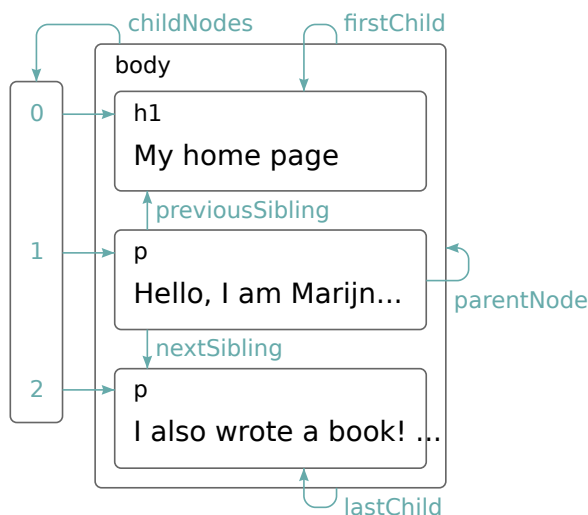 childNodes
firstChild
body
0
h1
My home page
previousSibling
1
p
Hello, I am Marijn...
parentNode
nextSibling
2
p
I also wrote a book! ...
lastChild